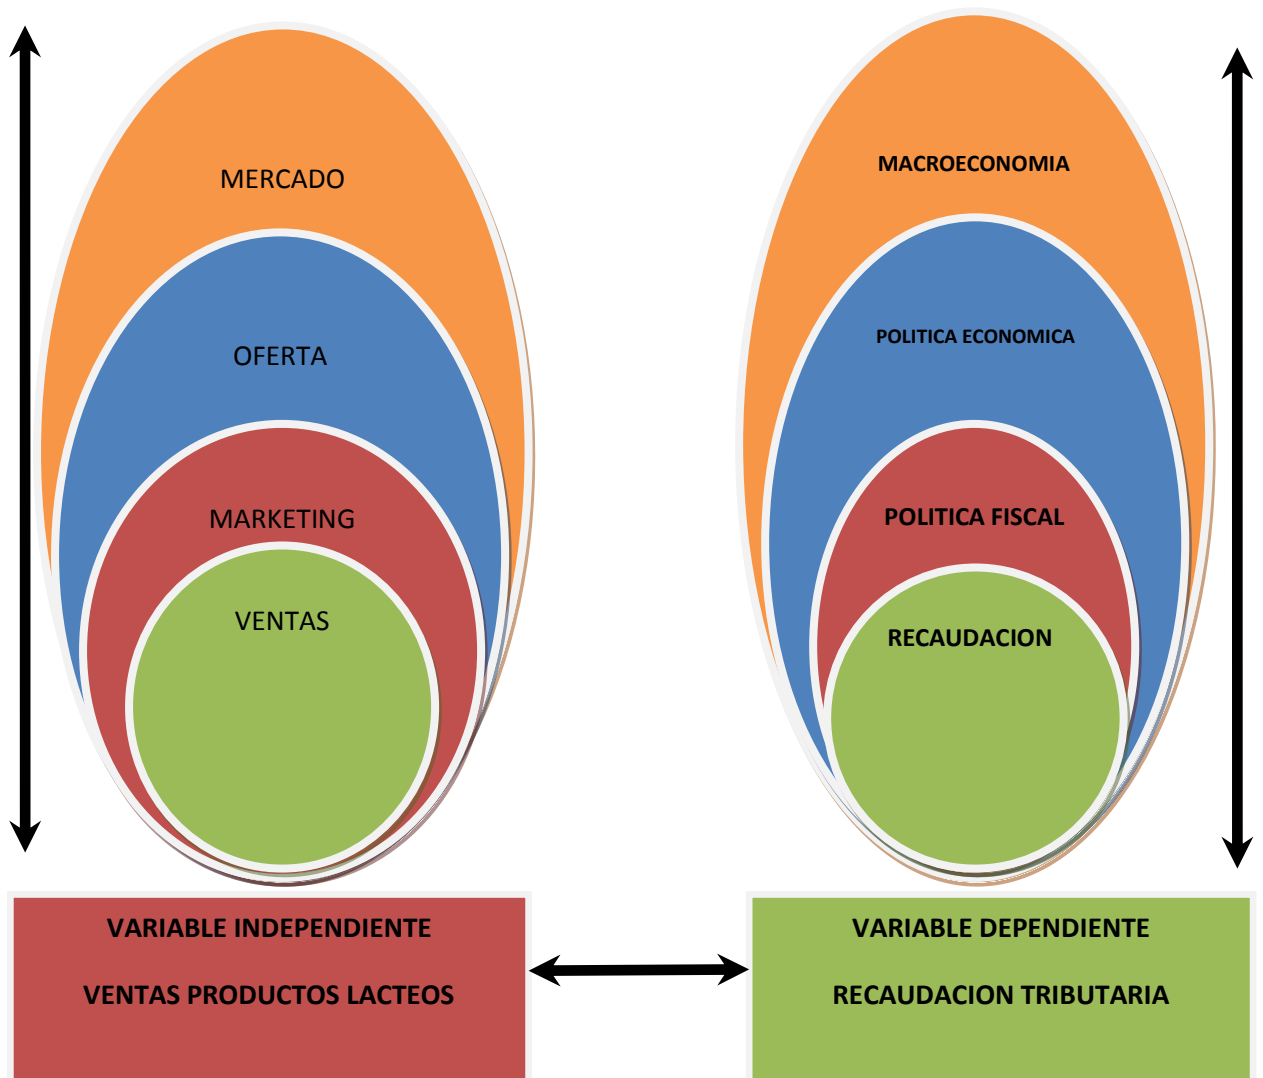 MERCADO
OFERTA
MARKETING
VENTAS
MACROECONOMIA
POLITICA ECONOMICA
POLITICA FISCAL
RECAUDACION
VARIABLE INDEPENDIENTE
VENTAS PRODUCTOS LACTEOS
VARIABLE DEPENDIENTE
RECAUDACION TRIBUTARIA